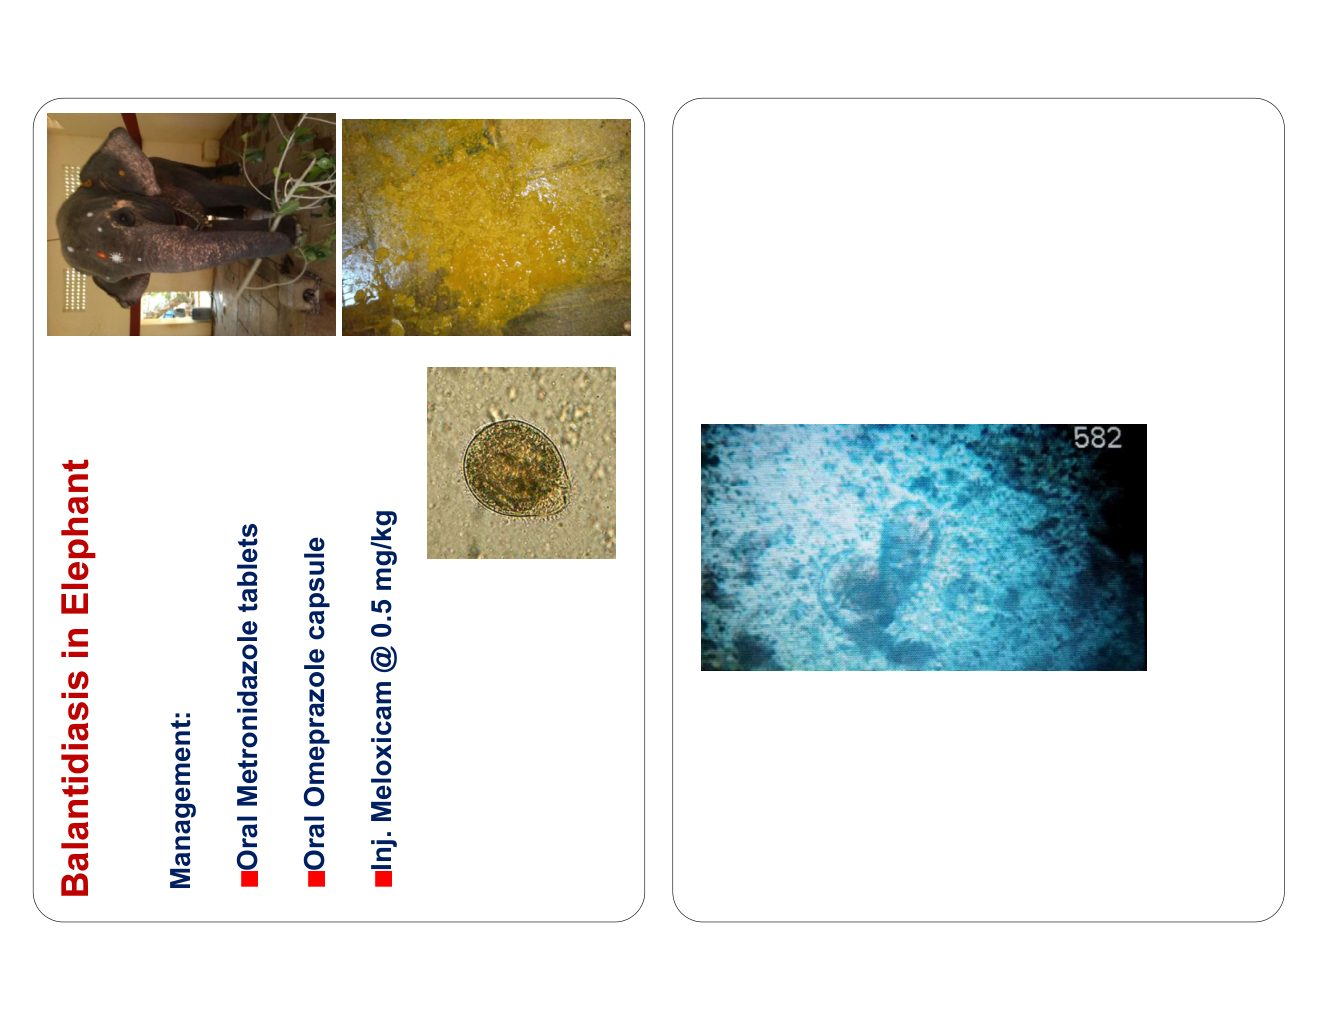 Balantidiasis in Elephant
Management:
■Oral Metronidazole tablets
■Oral Omeprazole capsule
■Inj. Meloxicam @ 0.5 mg/kg
582